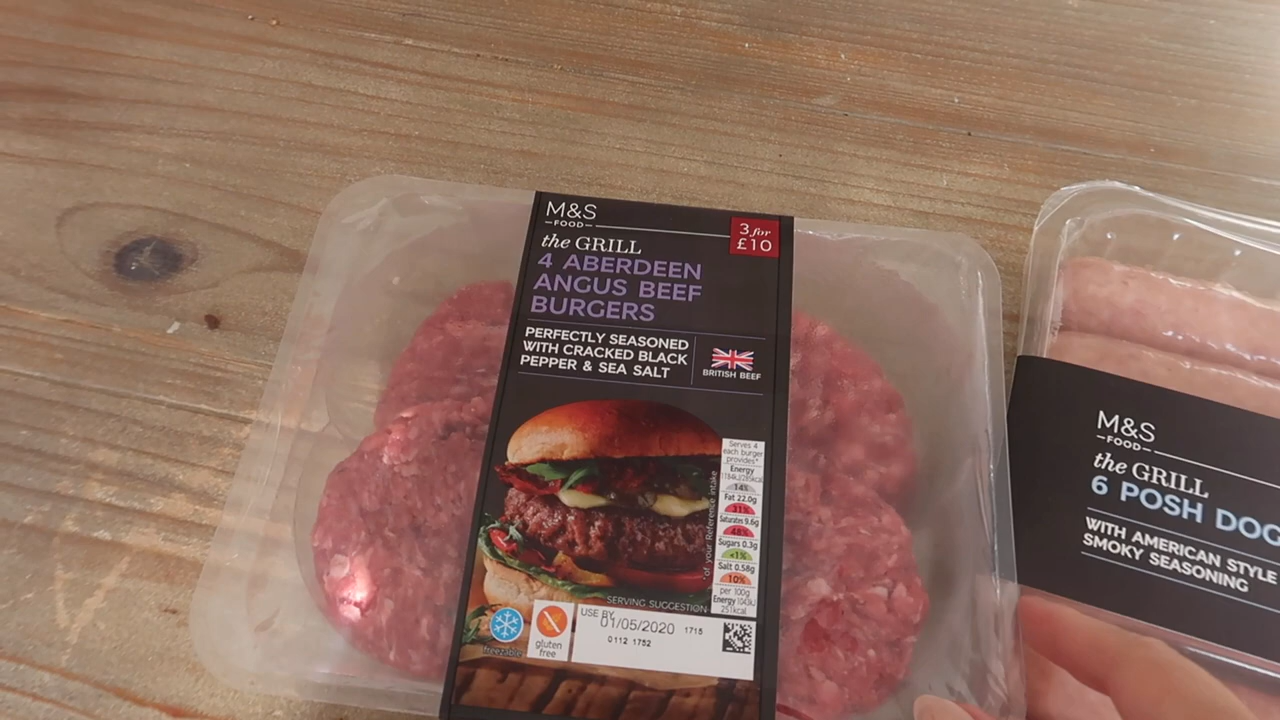 M&S
FOOD
the GRILL
4 ABERDEEN
ANGUS BEEF
BURGERS
3 for
£10
PERFECTLY SEASONED
WITH CRACKED BLACK
PEPPER & SEA SALT
BRITISH BEEF
Serves 4
each burger
provides*
Energy
14%
Fat 22.0g
31%
Saturates 9.6g
48%
Sugars 0.3g
<1%
Salt 0.58g
10%
per 100g
Energy 1043kJ
251kcal
*of your Reference intake
SERVING SUGGESTION
freezable
gluten
free
USE BY
01/05/2020 1715
0112 1752
M&S
FOOD
the GRILL
6 POSH DOG
WITH AMERICAN STYLE
SMOKY SEASONING